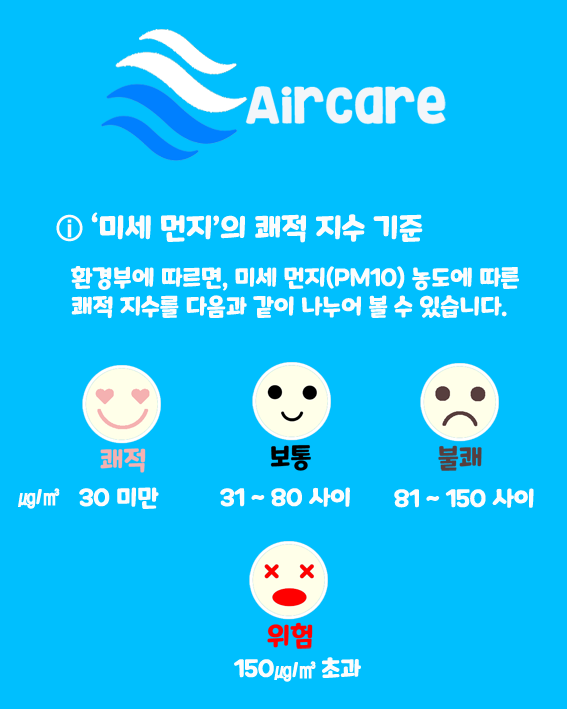 Aircare
ⓘ ‘미세 먼지’의 쾌적 지수 기준
환경부에 따르면, 미세 먼지(PM10) 농도에 따른
쾌적 지수를 다음과 같이 나누어 볼 수 있습니다.
쾌적 보통 불쾌
㎍/㎥ 30 미만 31 ~ 80 사이 81 ~ 150 사이
위험
150㎍/㎥ 초과